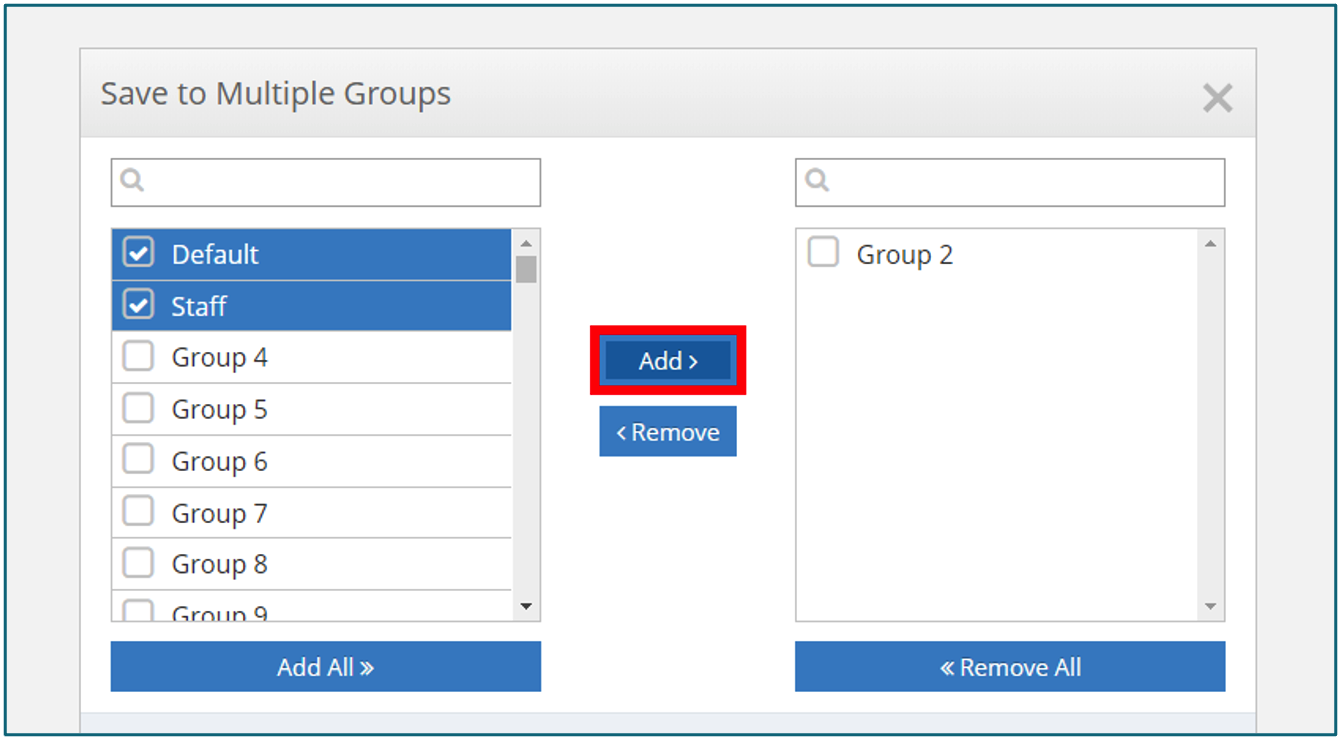 Save to Multiple Groups
Default
Staff
Group 4
Group 5
Group 6
Group 7
Group 8
Group 9
Add All »
Add ›
‹ Remove
Group 2
« Remove All